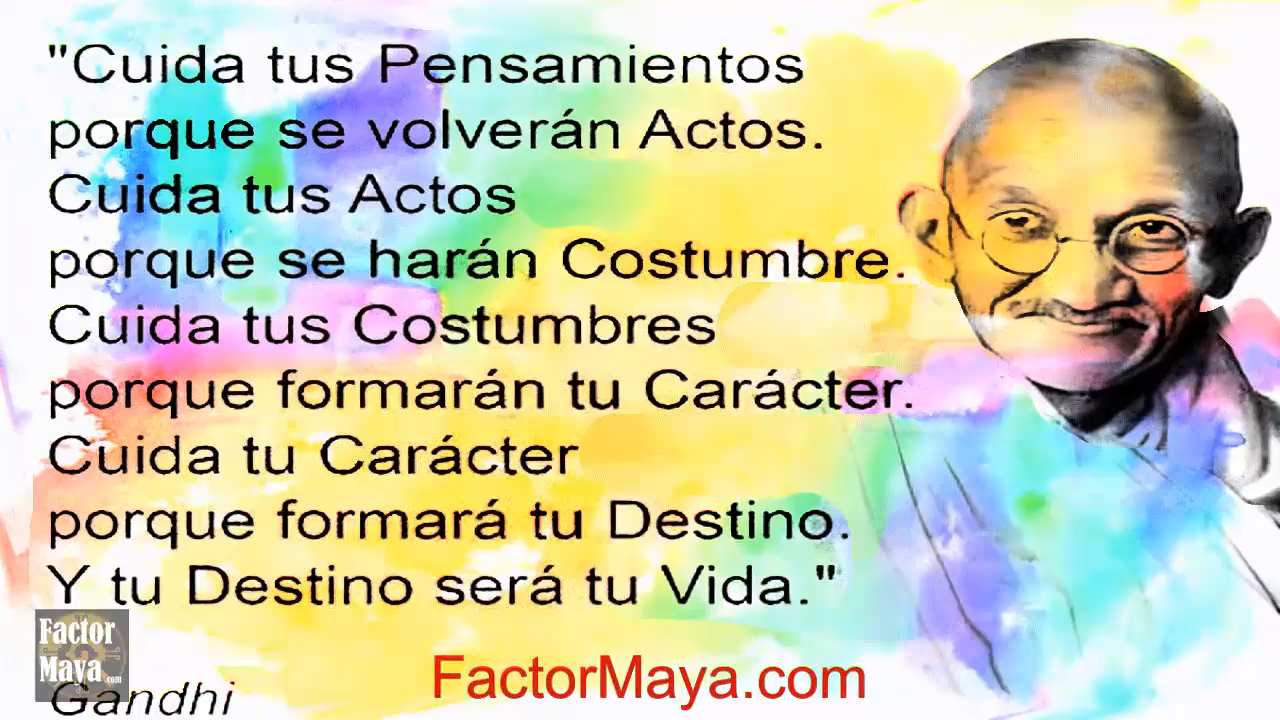 "Cuida tus Pensamientos
porque se volverán Actos.
Cuida tus Actos
porque se harán Costumbre.
Cuida tus Costumbres
porque formarán tu Carácter.
Cuida tu Carácter
porque formará tu Destino.
Y tu Destino será tu Vida."
Factor
Maya.com
Gandhi
FactorMaya.com